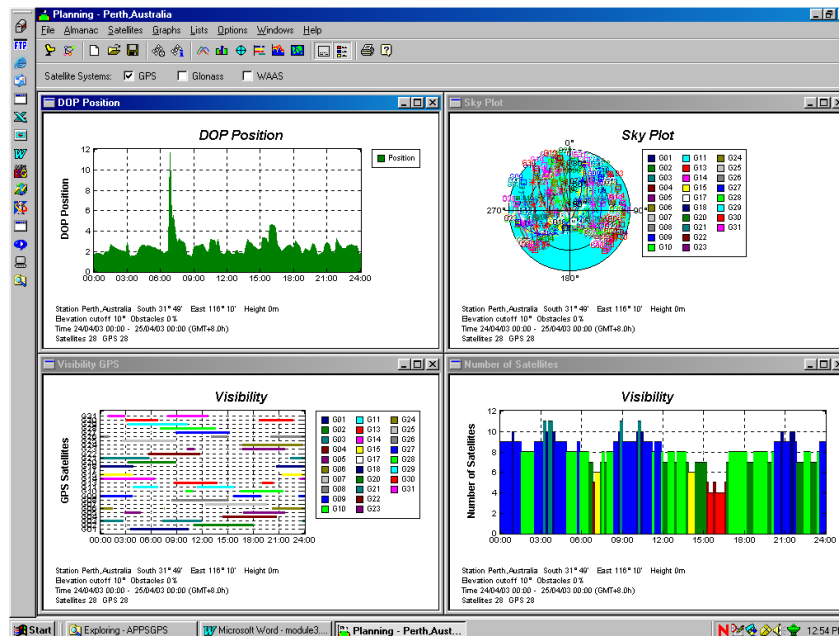 Planning - Perth,Australia
File Almanac Satellites Graphs Lists Options Windows Help
FTP
Satellite Systems: GPS Glonass WAAS
DOP Position
DOP Position
Position
DOP Position
12
10
8
6
4
2
0
00:00 03:00 06:00 09:00 12:00 15:00 18:00 21:00 24:00
Station Perth,Australia South 31° 49' East 116° 10' Height 0m
Elevation cutoff 10° Obstacles 0%
Time 24/04/03 00:00 - 25/04/03 00:00 (GMT+8.0h)
Satellites 28 GPS 28
Sky Plot
Sky Plot
0°
270°
90°
180°
G01 G11 G24
G02 G13 G25
G03 G14 G26
G04 G15 G27
G05 G17 G28
G06 G18 G29
G07 G20 G30
G08 G21 G31
G09 G22
G10 G23
Station Perth,Australia South 31° 49' East 116° 10' Height 0m
Elevation cutoff 10° Obstacles 0%
Time 24/04/03 00:00 - 25/04/03 00:00 (GMT+8.0h)
Satellites 28 GPS 28
Visibility GPS
Visibility
GPS Satellites
00:00 03:00 06:00 09:00 12:00 15:00 18:00 21:00 24:00
G01 G11 G24
G02 G13 G25
G03 G14 G26
G04 G15 G27
G05 G17 G28
G06 G18 G29
G07 G20 G30
G08 G21 G31
G09 G22
G10 G23
Station Perth,Australia South 31° 49' East 116° 10' Height 0m
Elevation cutoff 10° Obstacles 0%
Time 24/04/03 00:00 - 25/04/03 00:00 (GMT+8.0h)
Satellites 28 GPS 28
Number of Satellites
Visibility
Number of Satellites
12
10
8
6
4
2
0
00:00 03:00 06:00 09:00 12:00 15:00 18:00 21:00 24:00
Station Perth,Australia South 31° 49' East 116° 10' Height 0m
Elevation cutoff 10° Obstacles 0%
Time 24/04/03 00:00 - 25/04/03 00:00 (GMT+8.0h)
Satellites 28 GPS 28
Start Exploring - APPSGPS Microsoft Word - module3.... Planning - Perth,Aust... 12:54 P